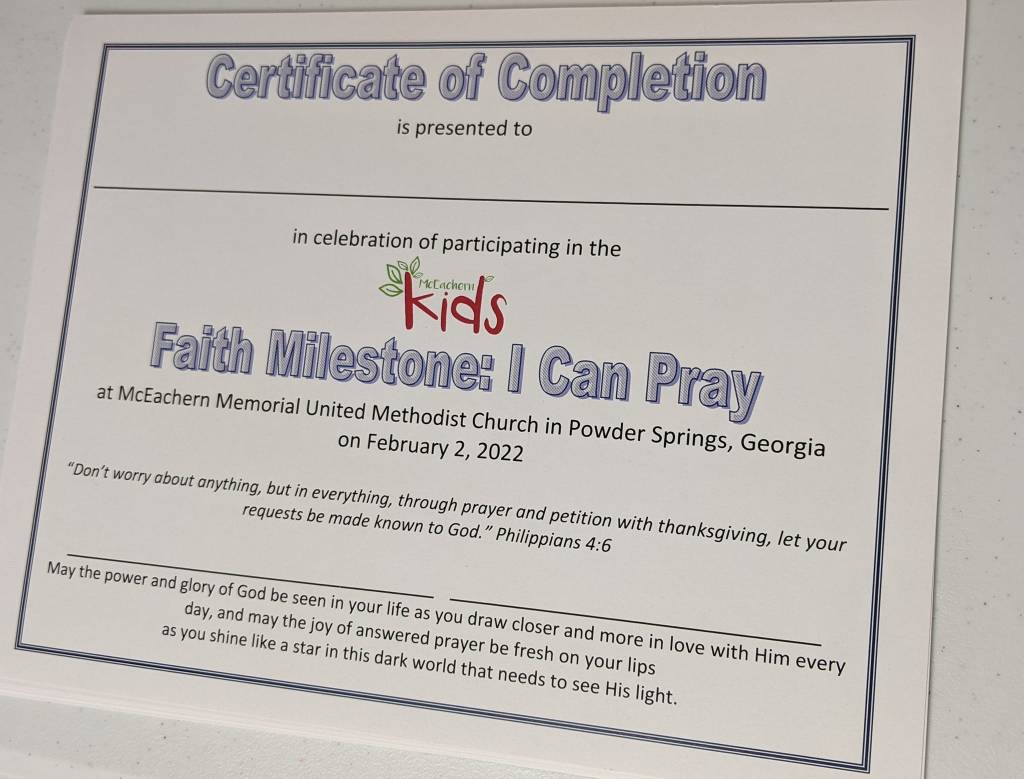 Certificate of Completion
is presented to
in celebration of participating in the
McEachern
kids
Faith Milestone: I Can Pray
at McEachern Memorial United Methodist Church in Powder Springs, Georgia
on February 2, 2022
"Don't worry about anything, but in everything, through prayer and petition with thanksgiving, let your
requests be made known to God." Philippians 4:6
May the power and glory of God be seen in your life as you draw closer and more in love with Him every
day, and may the joy of answered prayer be fresh on your lips
as you shine like a star in this dark world that needs to see His light.